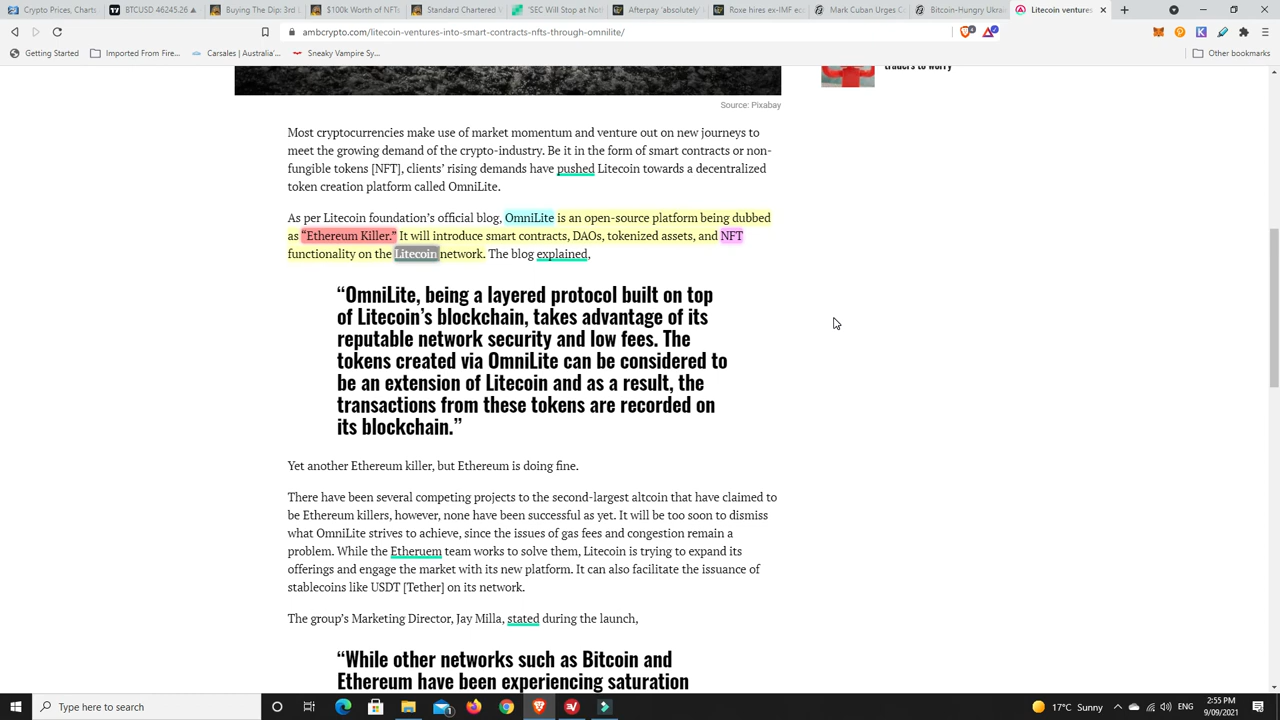 Crypto Prices, Charts
BTCUSD 46245.26 ▲
Buying The Dip: 3rd
$100k Worth of NFTs
Standard Chartered
'SEC Will Stop at Not
Afterpay 'absolutely'
Roxe hires ex-IMF ec
Mark Cuban Urges C
Bitcoin-Hungry Ukrai
Litecoin ventures
ambcrypto.com/litecoin-ventures-into-smart-contracts-nfts-through-omnilite/
Getting Started
Imported From Fire...
Carsales | Australia's...
Sneaky Vampire Sy...
Other bookmarks
traders to worry
Source: Pixabay
Most cryptocurrencies make use of market momentum and venture out on new journeys to
meet the growing demand of the crypto-industry. Be it in the form of smart contracts or non-
fungible tokens [NFT], clients' rising demands have pushed Litecoin towards a decentralized
token creation platform called OmniLite.
As per Litecoin foundation's official blog, OmniLite is an open-source platform being dubbed
as “Ethereum Killer.” It will introduce smart contracts, DAOs, tokenized assets, and NFT
functionality on the Litecoin network. The blog explained,
“OmniLite, being a layered protocol built on top
of Litecoin’s blockchain, takes advantage of its
reputable network security and low fees. The
tokens created via OmniLite can be considered to
be an extension of Litecoin and as a result, the
transactions from these tokens are recorded on
its blockchain.”
Yet another Ethereum killer, but Ethereum is doing fine.
There have been several competing projects to the second-largest altcoin that have claimed to
be Ethereum killers, however, none have been successful as yet. It will be too soon to dismiss
what OmniLite strives to achieve, since the issues of gas fees and congestion remain a
problem. While the Etheruem team works to solve them, Litecoin is trying to expand its
offerings and engage the market with its new platform. It can also facilitate the issuance of
stablecoins like USDT [Tether] on its network.
The group’s Marketing Director, Jay Milla, stated during the launch,
“While other networks such as Bitcoin and
Ethereum have been experiencing saturation
Type here to search
17°C Sunny
ENG
2:55 PM
9/09/2021